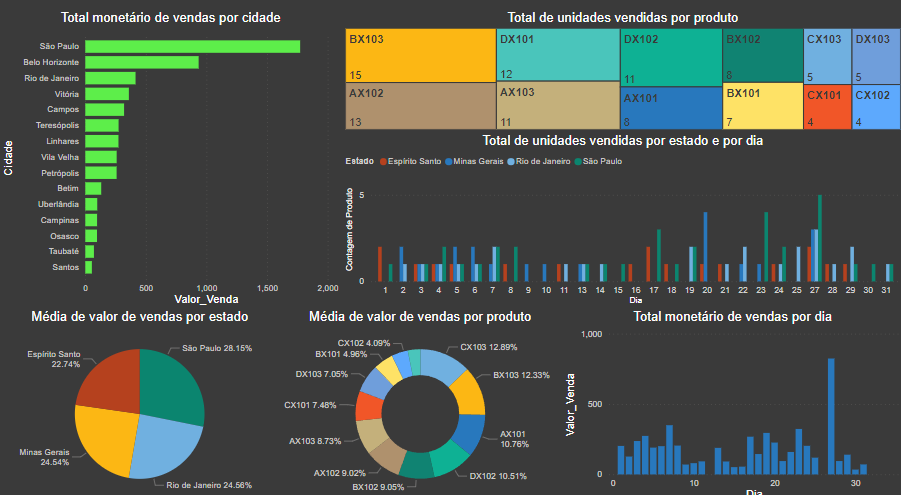 Total monetário de vendas por cidade
Cidade
São Paulo
Belo Horizonte
Rio de Janeiro
Vitória
Campos
Teresópolis
Linhares
Vila Velha
Petrópolis
Betim
Uberlândia
Campinas
Osasco
Taubaté
Santos
0 500 1,000 1,500 2,000
Valor_Venda
Total de unidades vendidas por produto
BX103 15
AX102 13
DX101 12
AX103 11
DX102 11
AX101 8
BX102 8
BX101 7
CX103 5
DX103 5
CX101 4
CX102 4
Total de unidades vendidas por estado e por dia
Estado Espírito Santo Minas Gerais Rio de Janeiro São Paulo
Contagem de Produto
5
0
1 2 3 4 5 6 7 8 9 10 11 12 13 14 15 16 17 18 19 20 21 22 23 24 25 26 27 28 29 30 31
Dia
Média de valor de vendas por estado
Espírito Santo
22.74%
São Paulo 28.15%
Minas Gerais
24.54%
Rio de Janeiro 24.56%
Média de valor de vendas por produto
CX102 4.09%
BX101 4.96%
DX103 7.05%
CX101 7.48%
AX103 8.73%
AX102 9.02%
BX102 9.05%
CX103 12.89%
BX103 12.33%
AX101
10.76%
DX102 10.51%
Total monetário de vendas por dia
Valor_Venda
1,000
500
0
0 10 20 30
Dia